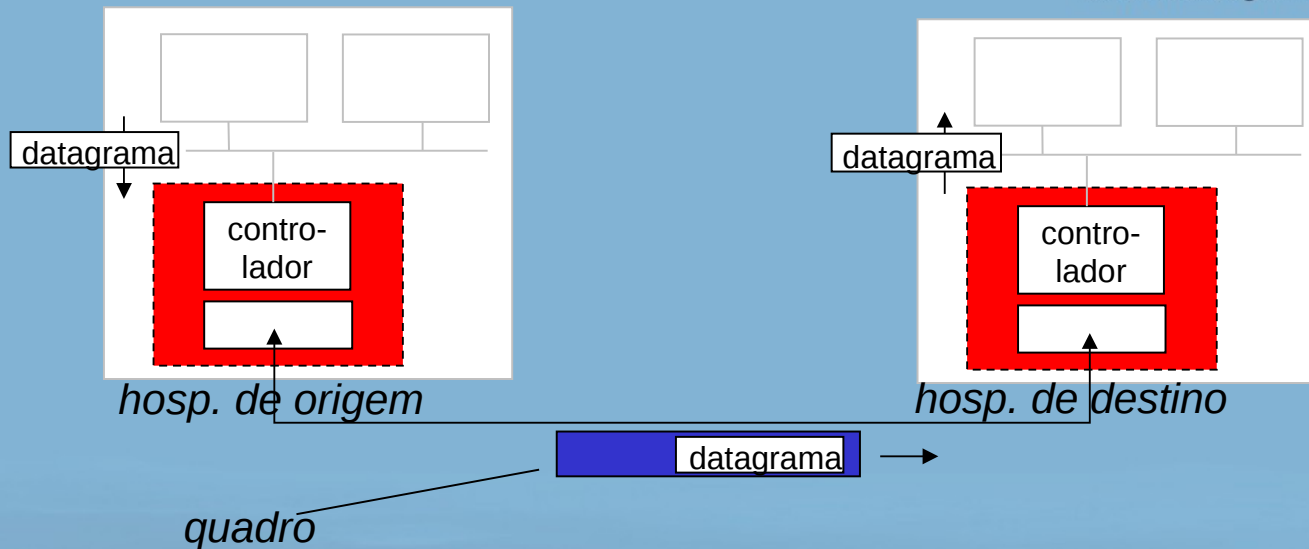 datagrama
datagrama
contro-
lador
contro-
lador
hosp. de origem
hosp. de destino
datagrama
quadro